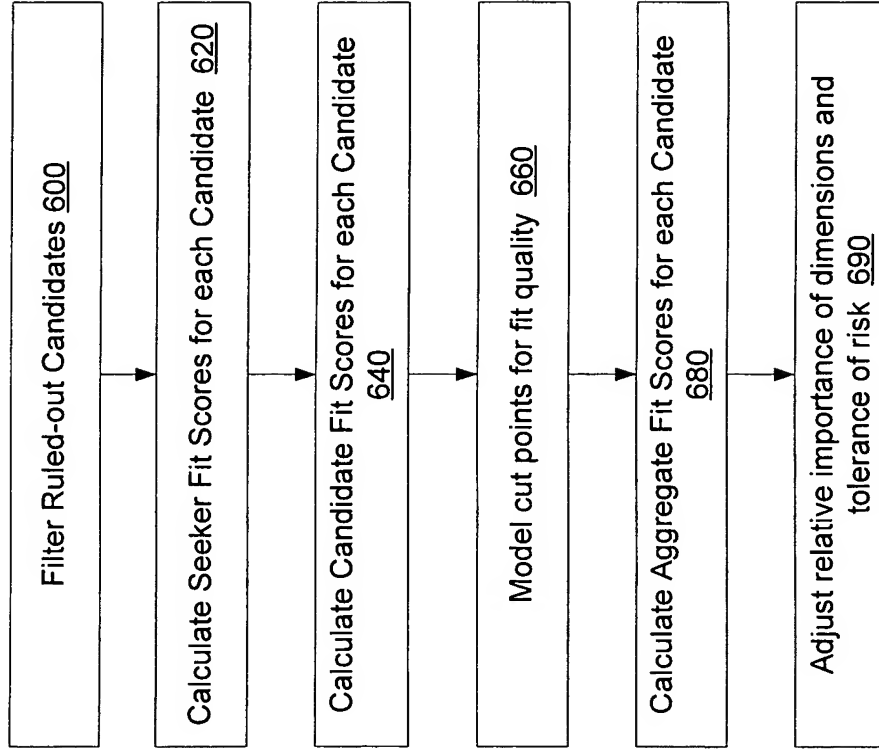 Filter Ruled-out Candidates 600
Calculate Seeker Fit Scores for each Candidate 620
Calculate Candidate Fit Scores for each Candidate
640
Model cut points for fit quality 660
Calculate Aggregate Fit Scores for each Candidate
680
Adjust relative importance of dimensions and
tolerance of risk 690